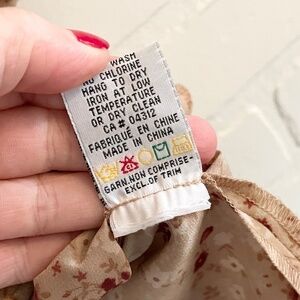 WASH
NO CHLORINE
HANG TO DRY
IRON AT LOW
TEMPERATURE
OR DRY CLEAN
CA# 04312
FABRIQUÉ EN CHINE
MADE IN CHINA
GARN.NON COMPRISE-
EXCL.OF TRIM